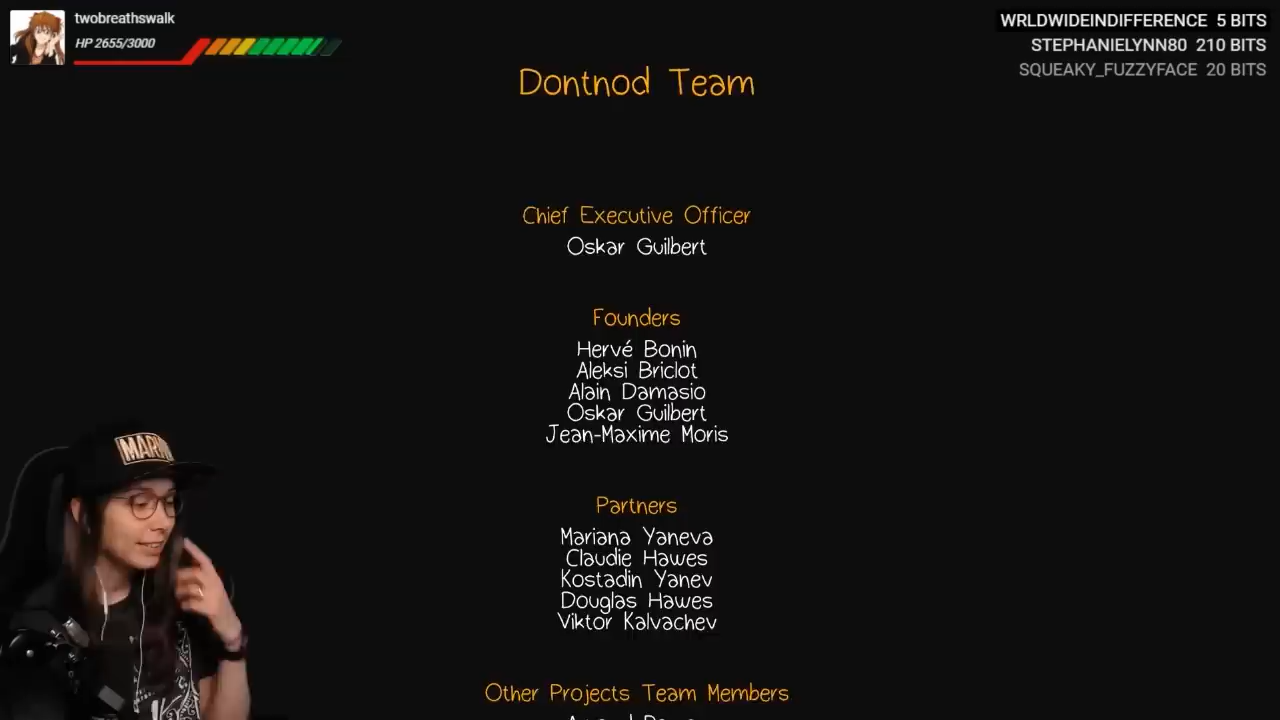 twobreathswalk
HP 2655/3000
WRLDWIDEINDIFFERENCE 5 BITS
STEPHANIELYNN80 210 BITS
SQUEAKY_FUZZYFACE 20 BITS
Dontnod Team
Chief Executive Officer
Oskar Guilbert
Founders
Hervé Bonin
Aleksi Briclot
Alain Damasio
Oskar Guilbert
Jean-Maxime Moris
Partners
Mariana Yaneva
Claudie Hawes
Kostadin Yanev
Douglas Hawes
Viktor Kalvachev
Other Projects Team Members